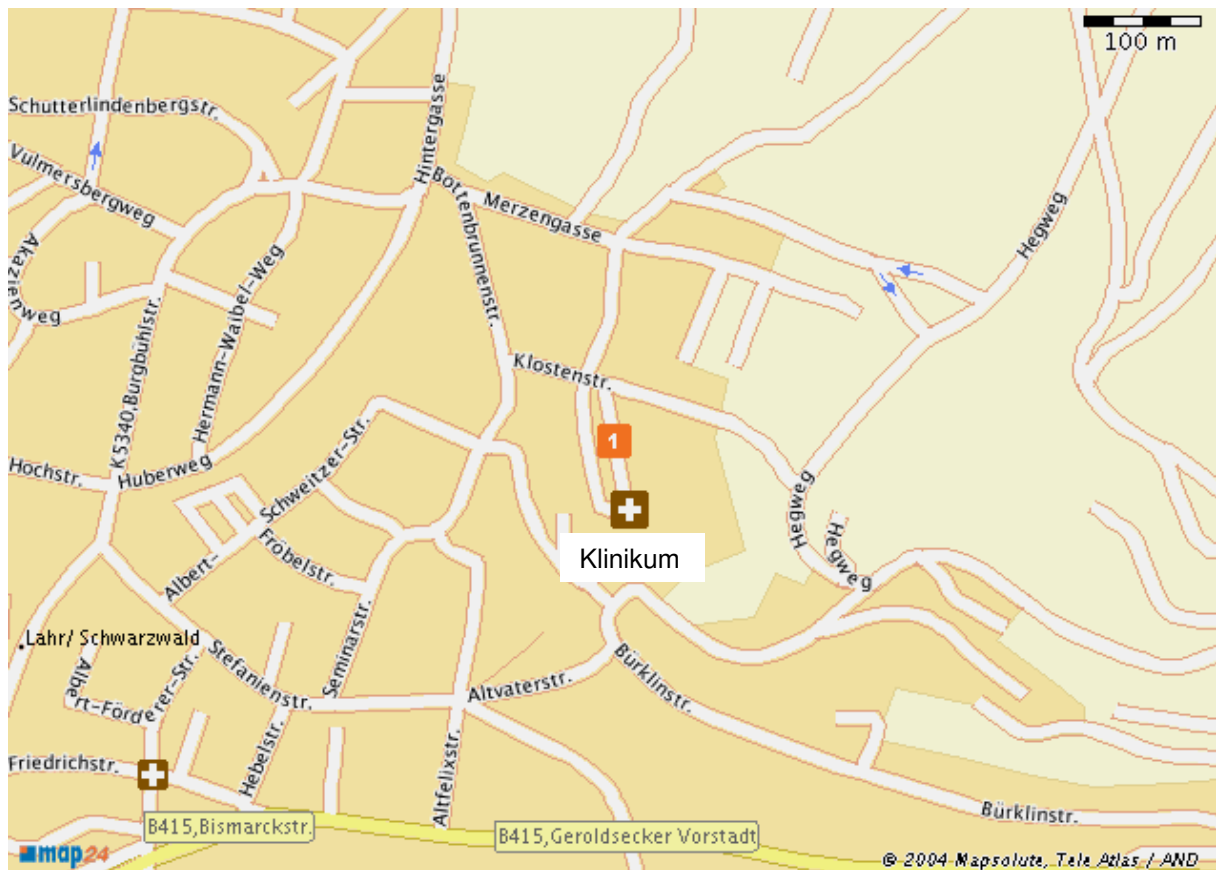 100 m
Schutterlindenbergstr.
Hintergasse
Vulmersbergweg
Bottenbrunnenstr.
Merzengasse
Hegweg
Akazienweg
Hermann-Waibel-Weg
K5340,Burgbühlstr.
Klostenstr.
1
Schweitzer-Str.
Albert-
Hochstr.
Huberweg
Hegweg
Hegweg
Klinikum
Fröbelstr.
Seminarstr.
Lahr/ Schwarzwald
Stefanienstr.
Albe
rt-Förderer-Str.
Altvaterstr.
Bürklinstr.
Friedrichstr.
Hebelstr.
Altfelixstr.
Bürklinstr.
B415,Bismarckstr.
B415,Geroldsecker Vorstadt
map24
© 2004 Mapsolute, Tele Atlas / AND